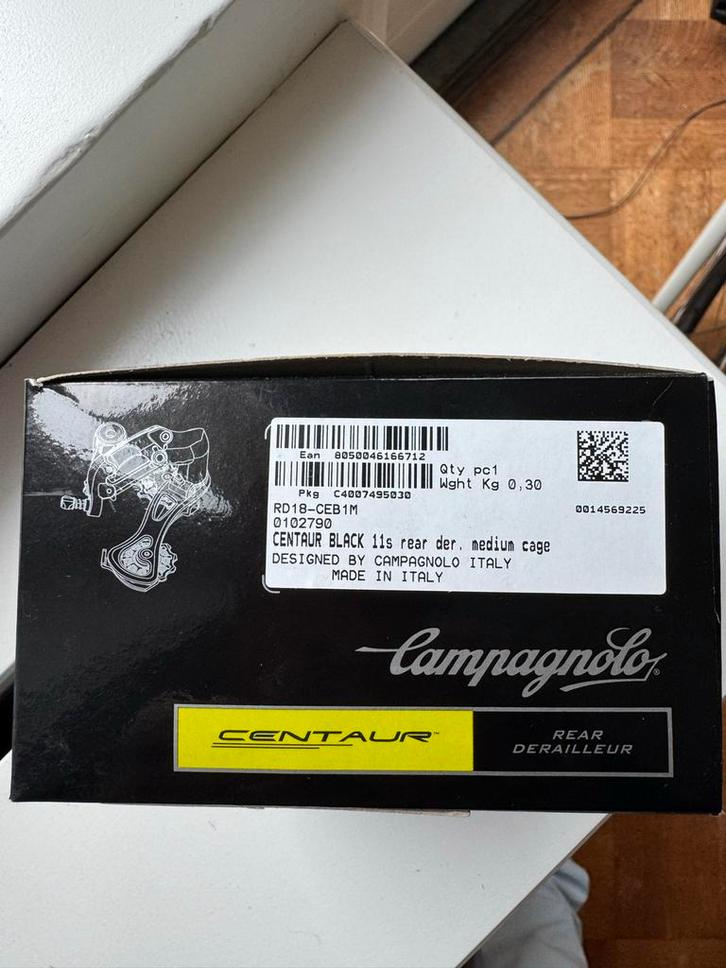 Ean 8050046166712
Qty pc1
Wght Kg 0,30
Pkg C4007495030
RD18-CEB1M
0102790
0014569225
CENTAUR BLACK 11s rear der. medium cage
DESIGNED BY CAMPAGNOLO ITALY
MADE IN ITALY
Campagnolo®
CENTAUR™
REAR
DERAILLEUR